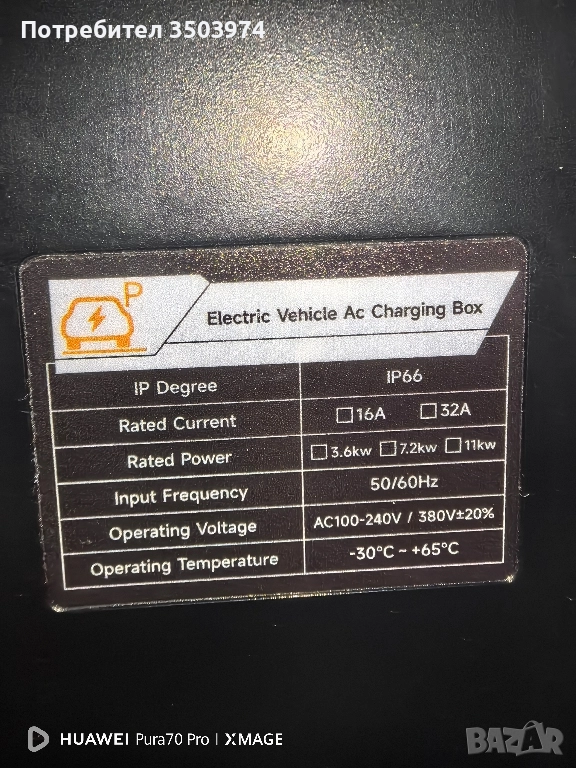 Потребител 3503974
P
Electric Vehicle Ac Charging Box
IP Degree IP66
Rated Current ☐16A ☐32A
Rated Power ☐3.6kw ☐7.2kw ☐11kw
Input Frequency 50/60Hz
Operating Voltage AC100-240V / 380V±20%
Operating Temperature -30°C ~ +65°C
HUAWEI Pura70 Pro | XMAGE
BAZAR